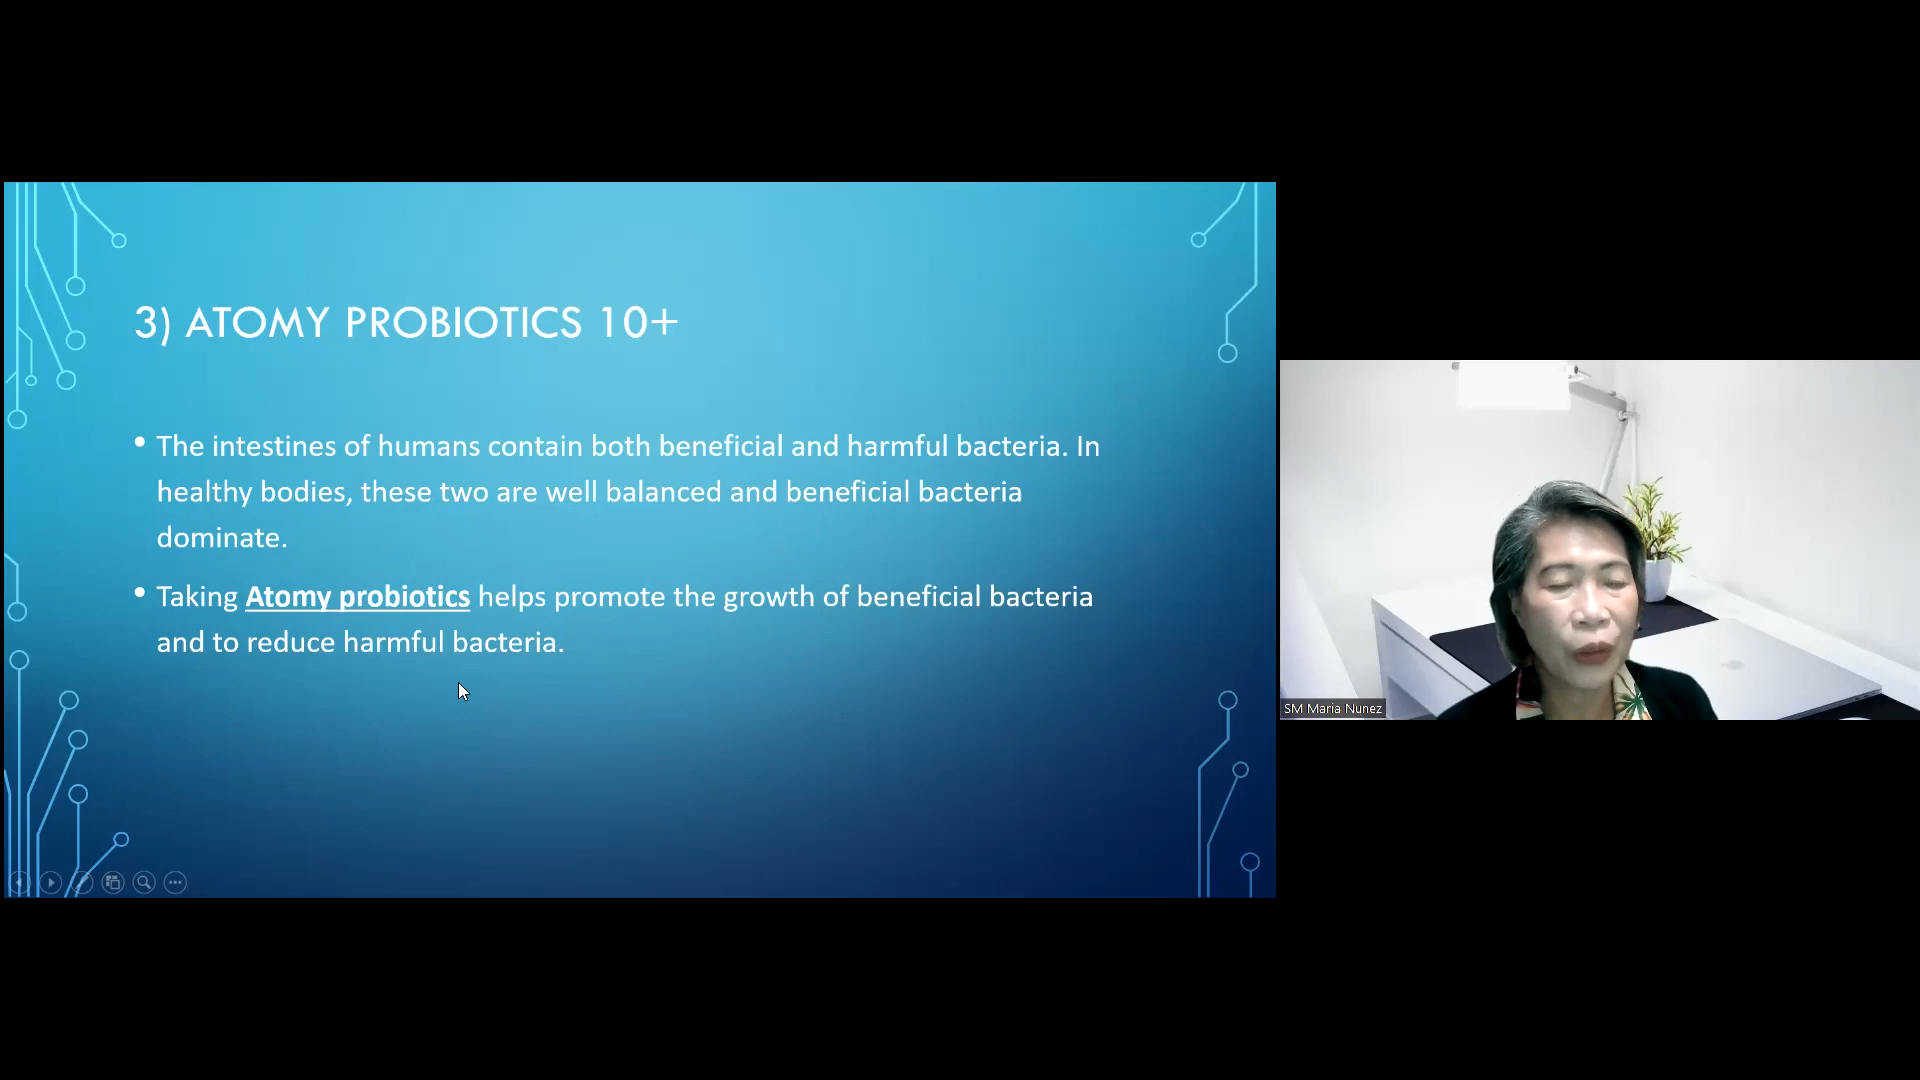 3) ATOMY PROBIOTICS 10+
• The intestines of humans contain both beneficial and harmful bacteria. In
healthy bodies, these two are well balanced and beneficial bacteria
dominate.
• Taking Atomy probiotics helps promote the growth of beneficial bacteria
and to reduce harmful bacteria.
SM Maria Nunez